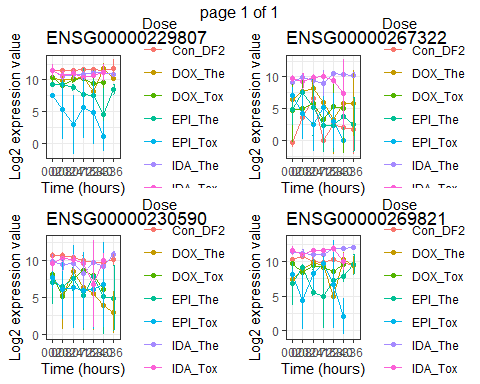 page 1 of 1
ENSG00000229807
Log2 expression value
10
5
0
Time (hours)
Dose
Con_DF2
DOX_The
DOX_Tox
EPI_The
EPI_Tox
IDA_The
IDA_Tox
ENSG00000267322
Log2 expression value
10
5
0
Time (hours)
Dose
Con_DF2
DOX_The
DOX_Tox
EPI_The
EPI_Tox
IDA_The
IDA_Tox
ENSG00000230590
Log2 expression value
10
5
0
Time (hours)
Dose
Con_DF2
DOX_The
DOX_Tox
EPI_The
EPI_Tox
IDA_The
IDA_Tox
ENSG00000269821
Log2 expression value
10
5
0
Time (hours)
Dose
Con_DF2
DOX_The
DOX_Tox
EPI_The
EPI_Tox
IDA_The
IDA_Tox